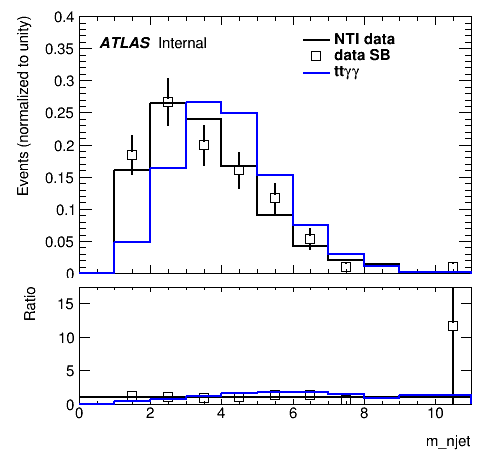 0.4
ATLAS Internal
NTI data
data SB
ttγγ
0.35
0.3
0.25
0.2
0.15
0.1
0.05
0
Events (normalized to unity)
15
10
5
0
Ratio
0 2 4 6 8 10
m_njet